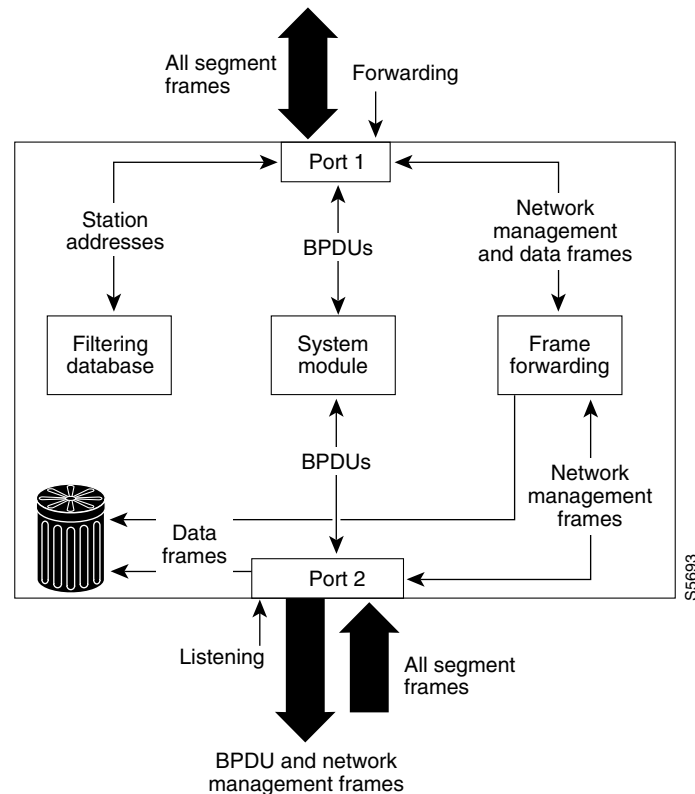 All segment
frames
Forwarding
Port 1
Station
addresses
BPDUs
Network
management
and data frames
Filtering
database
System
module
Frame
forwarding
BPDUs
Network
management
frames
Data
frames
Port 2
S5693
Listening
All segment
frames
BPDU and network
management frames